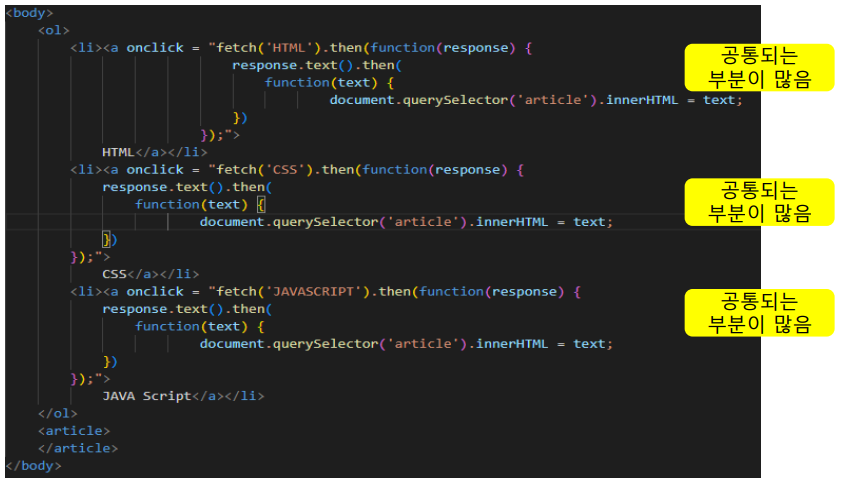 <body>
<ol>
<li><a onclick = "fetch('HTML').then(function(response) {
공통되는
부분이 많음
response.text().then(
function(text) {
document.querySelector('article').innerHTML = text;
})
});">
HTML</a></li>
<li><a onclick = "fetch('CSS').then(function(response) {
공통되는
부분이 많음
response.text().then(
function(text) {
document.querySelector('article').innerHTML = text;
})
});">
CSS</a></li>
<li><a onclick = "fetch('JAVASCRIPT').then(function(response) {
공통되는
부분이 많음
response.text().then(
function(text) {
document.querySelector('article').innerHTML = text;
})
});">
JAVA Script</a></li>
</ol>
<article>
</article>
</body>